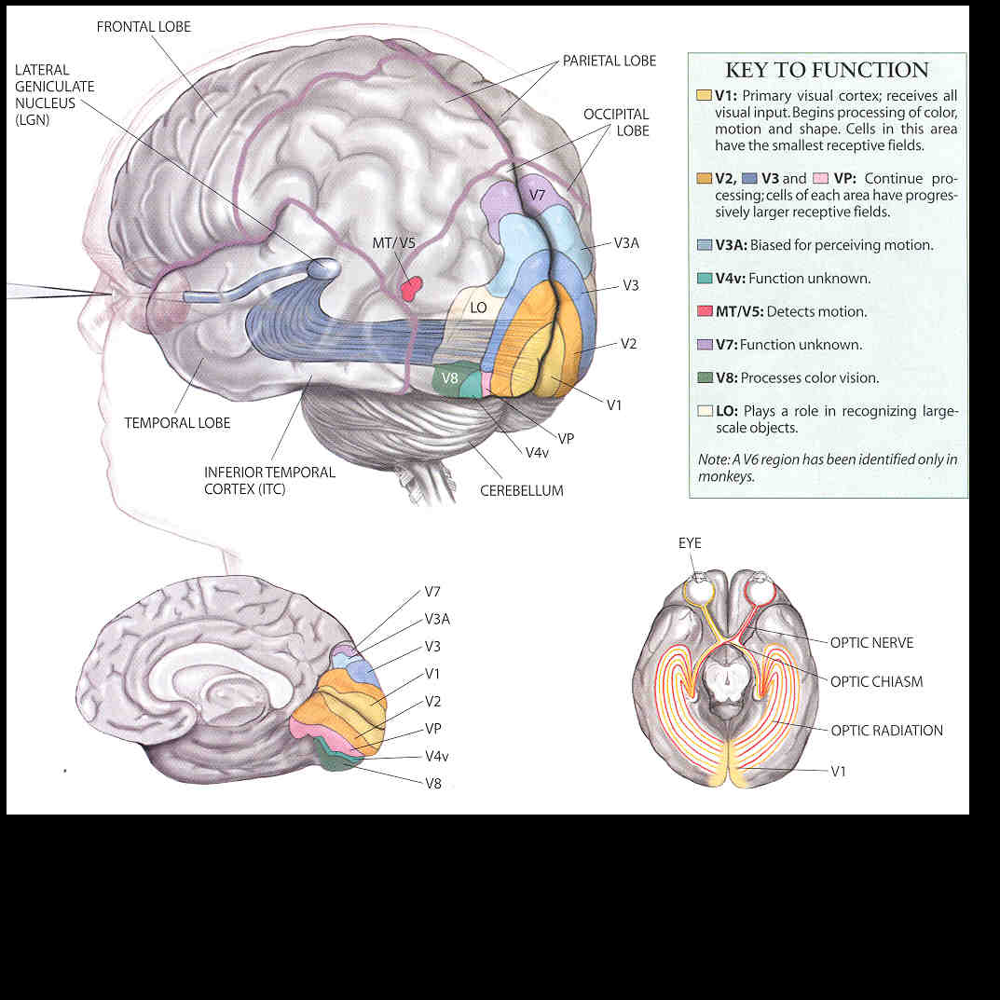 FRONTAL LOBE
LATERAL
GENICULATE
NUCLEUS
(LGN)
PARIETAL LOBE
OCCIPITAL
LOBE
MT/V5
V7
V3A
V3
LO
V2
V8
V1
VP
V4v
TEMPORAL LOBE
INFERIOR TEMPORAL
CORTEX (ITC)
CEREBELLUM
KEY TO FUNCTION
V1: Primary visual cortex; receives all
visual input. Begins processing of color,
motion and shape. Cells in this area
have the smallest receptive fields.
V2, V3 and VP: Continue pro-
cessing; cells of each area have progres-
sively larger receptive fields.
V3A: Biased for perceiving motion.
V4v: Function unknown.
MT/V5: Detects motion.
V7: Function unknown.
V8: Processes color vision.
LO: Plays a role in recognizing large-
scale objects.
Note: A V6 region has been identified only in
monkeys.
V7
V3A
V3
V1
V2
VP
V4v
V8
EYE
OPTIC NERVE
OPTIC CHIASM
OPTIC RADIATION
V1